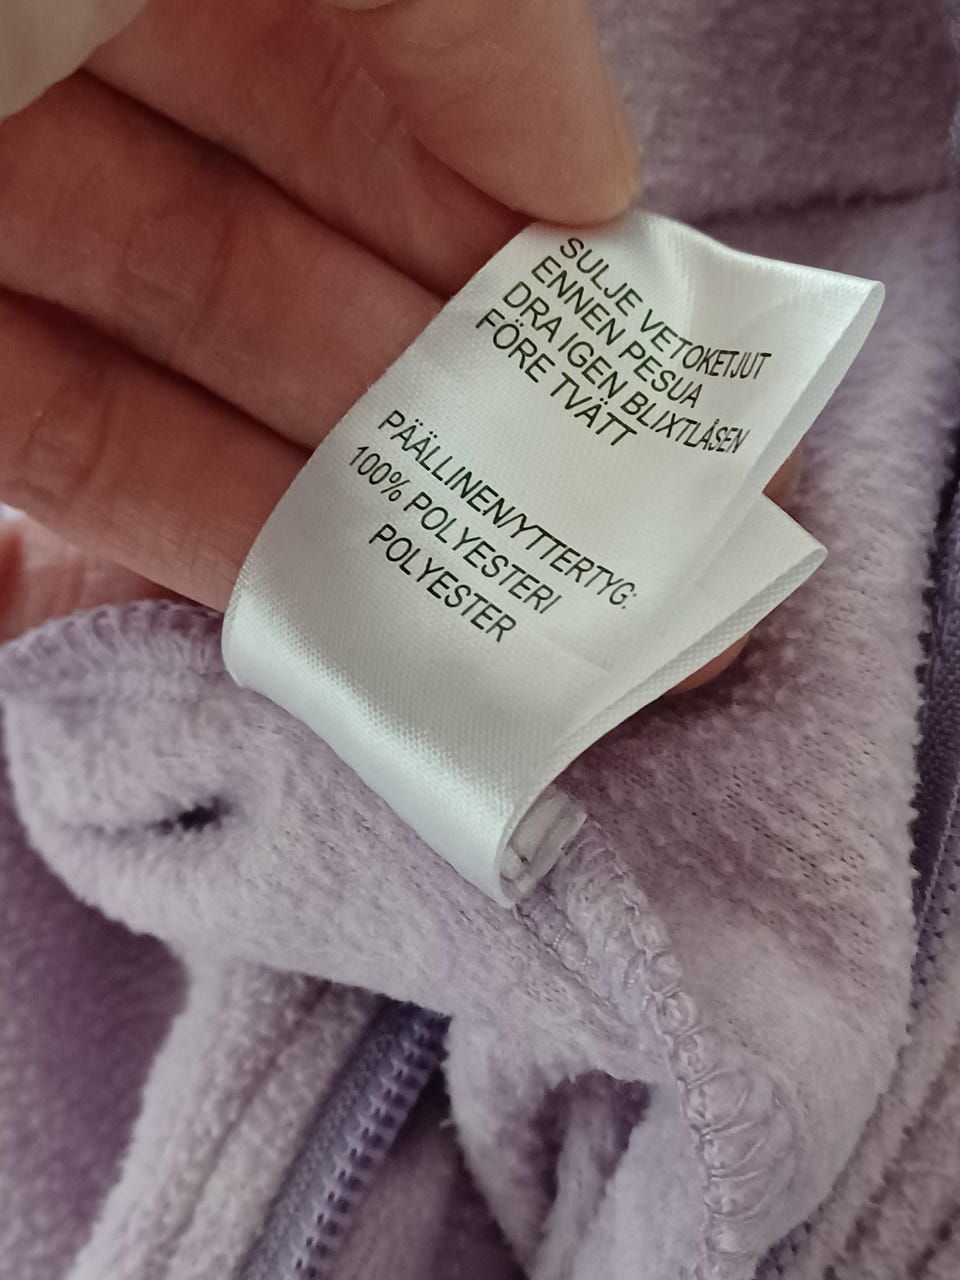 SULJE VETOKETJUT
ENNEN PESUA
DRA IGEN BLIXTLÅSEN
FÖRE TVÄTT
PÄÄLLINEN/YTTERTYG:
100% POLYESTERI
POLYESTER